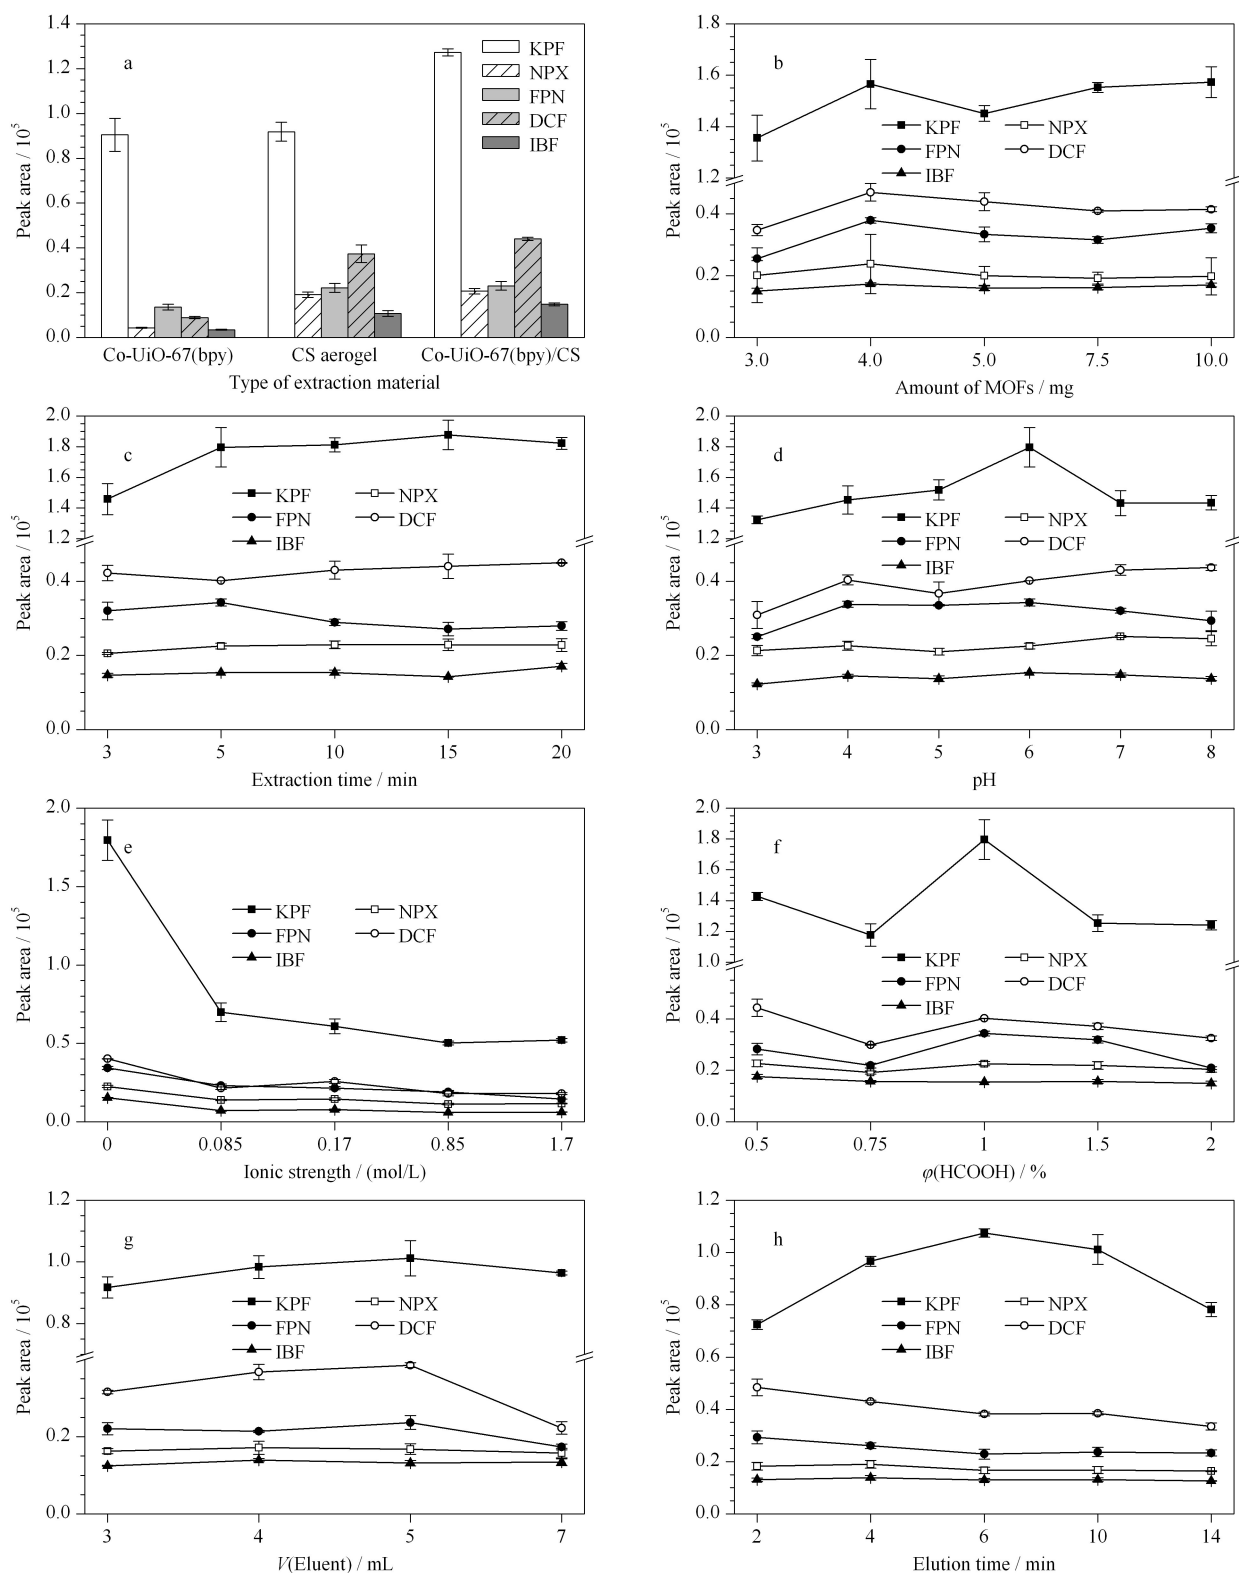 a
KPF
NPX
FPN
DCF
IBF
1.4
1.2
1.0
0.8
0.6
0.4
0.2
0.0
Peak area / 10⁵
Co-UiO-67(bpy) CS aerogel Co-UiO-67(bpy)/CS
Type of extraction material
b
KPF NPX
FPN DCF
IBF
1.8
1.6
1.4
1.2
0.4
0.2
0.0
Peak area / 10⁵
3.0 4.0 5.0 7.5 10.0
Amount of MOFs / mg
c
KPF NPX
FPN DCF
IBF
2.0
1.8
1.6
1.4
1.2
0.4
0.2
0.0
Peak area / 10⁵
3 5 10 15 20
Extraction time / min
d
KPF NPX
FPN DCF
IBF
2.0
1.8
1.6
1.4
1.2
0.4
0.2
0.0
Peak area / 10⁵
3 4 5 6 7 8
pH
e
KPF NPX
FPN DCF
IBF
2.0
1.5
1.0
0.5
0.0
Peak area / 10⁵
0 0.085 0.17 0.85 1.7
Ionic strength / (mol/L)
f
KPF NPX
FPN DCF
IBF
2.0
1.8
1.6
1.4
1.2
1.0
0.4
0.2
0.0
Peak area / 10⁵
0.5 0.75 1 1.5 2
φ(HCOOH) / %
g
KPF NPX
FPN DCF
IBF
1.2
1.0
0.8
0.2
0.0
Peak area / 10⁵
3 4 5 7
V(Eluent) / mL
h
KPF NPX
FPN DCF
IBF
1.2
1.0
0.8
0.6
0.4
0.2
0.0
Peak area / 10⁵
2 4 6 10 14
Elution time / min